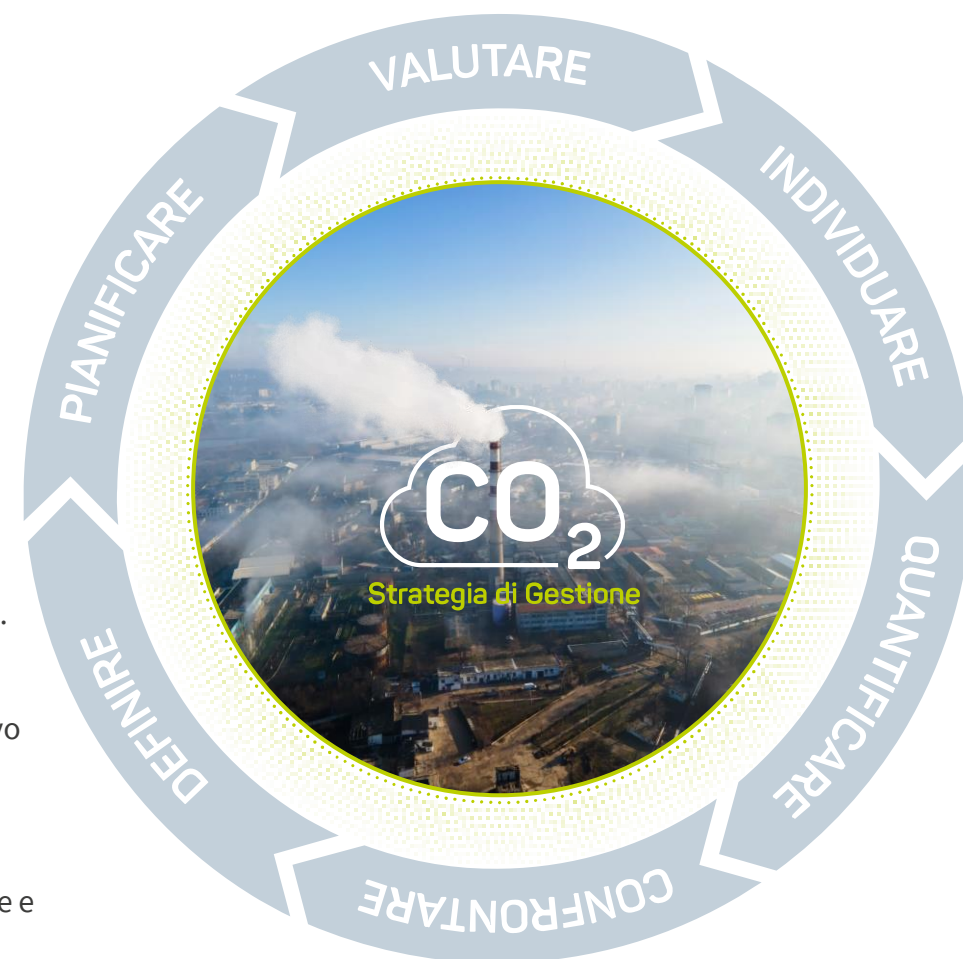 VALUTARE
INDIVIDUARE
QUANTIFICARE
CONFRONTARE
DEFINIRE
PIANIFICARE
CO₂
Strategia di Gestione
.
e e